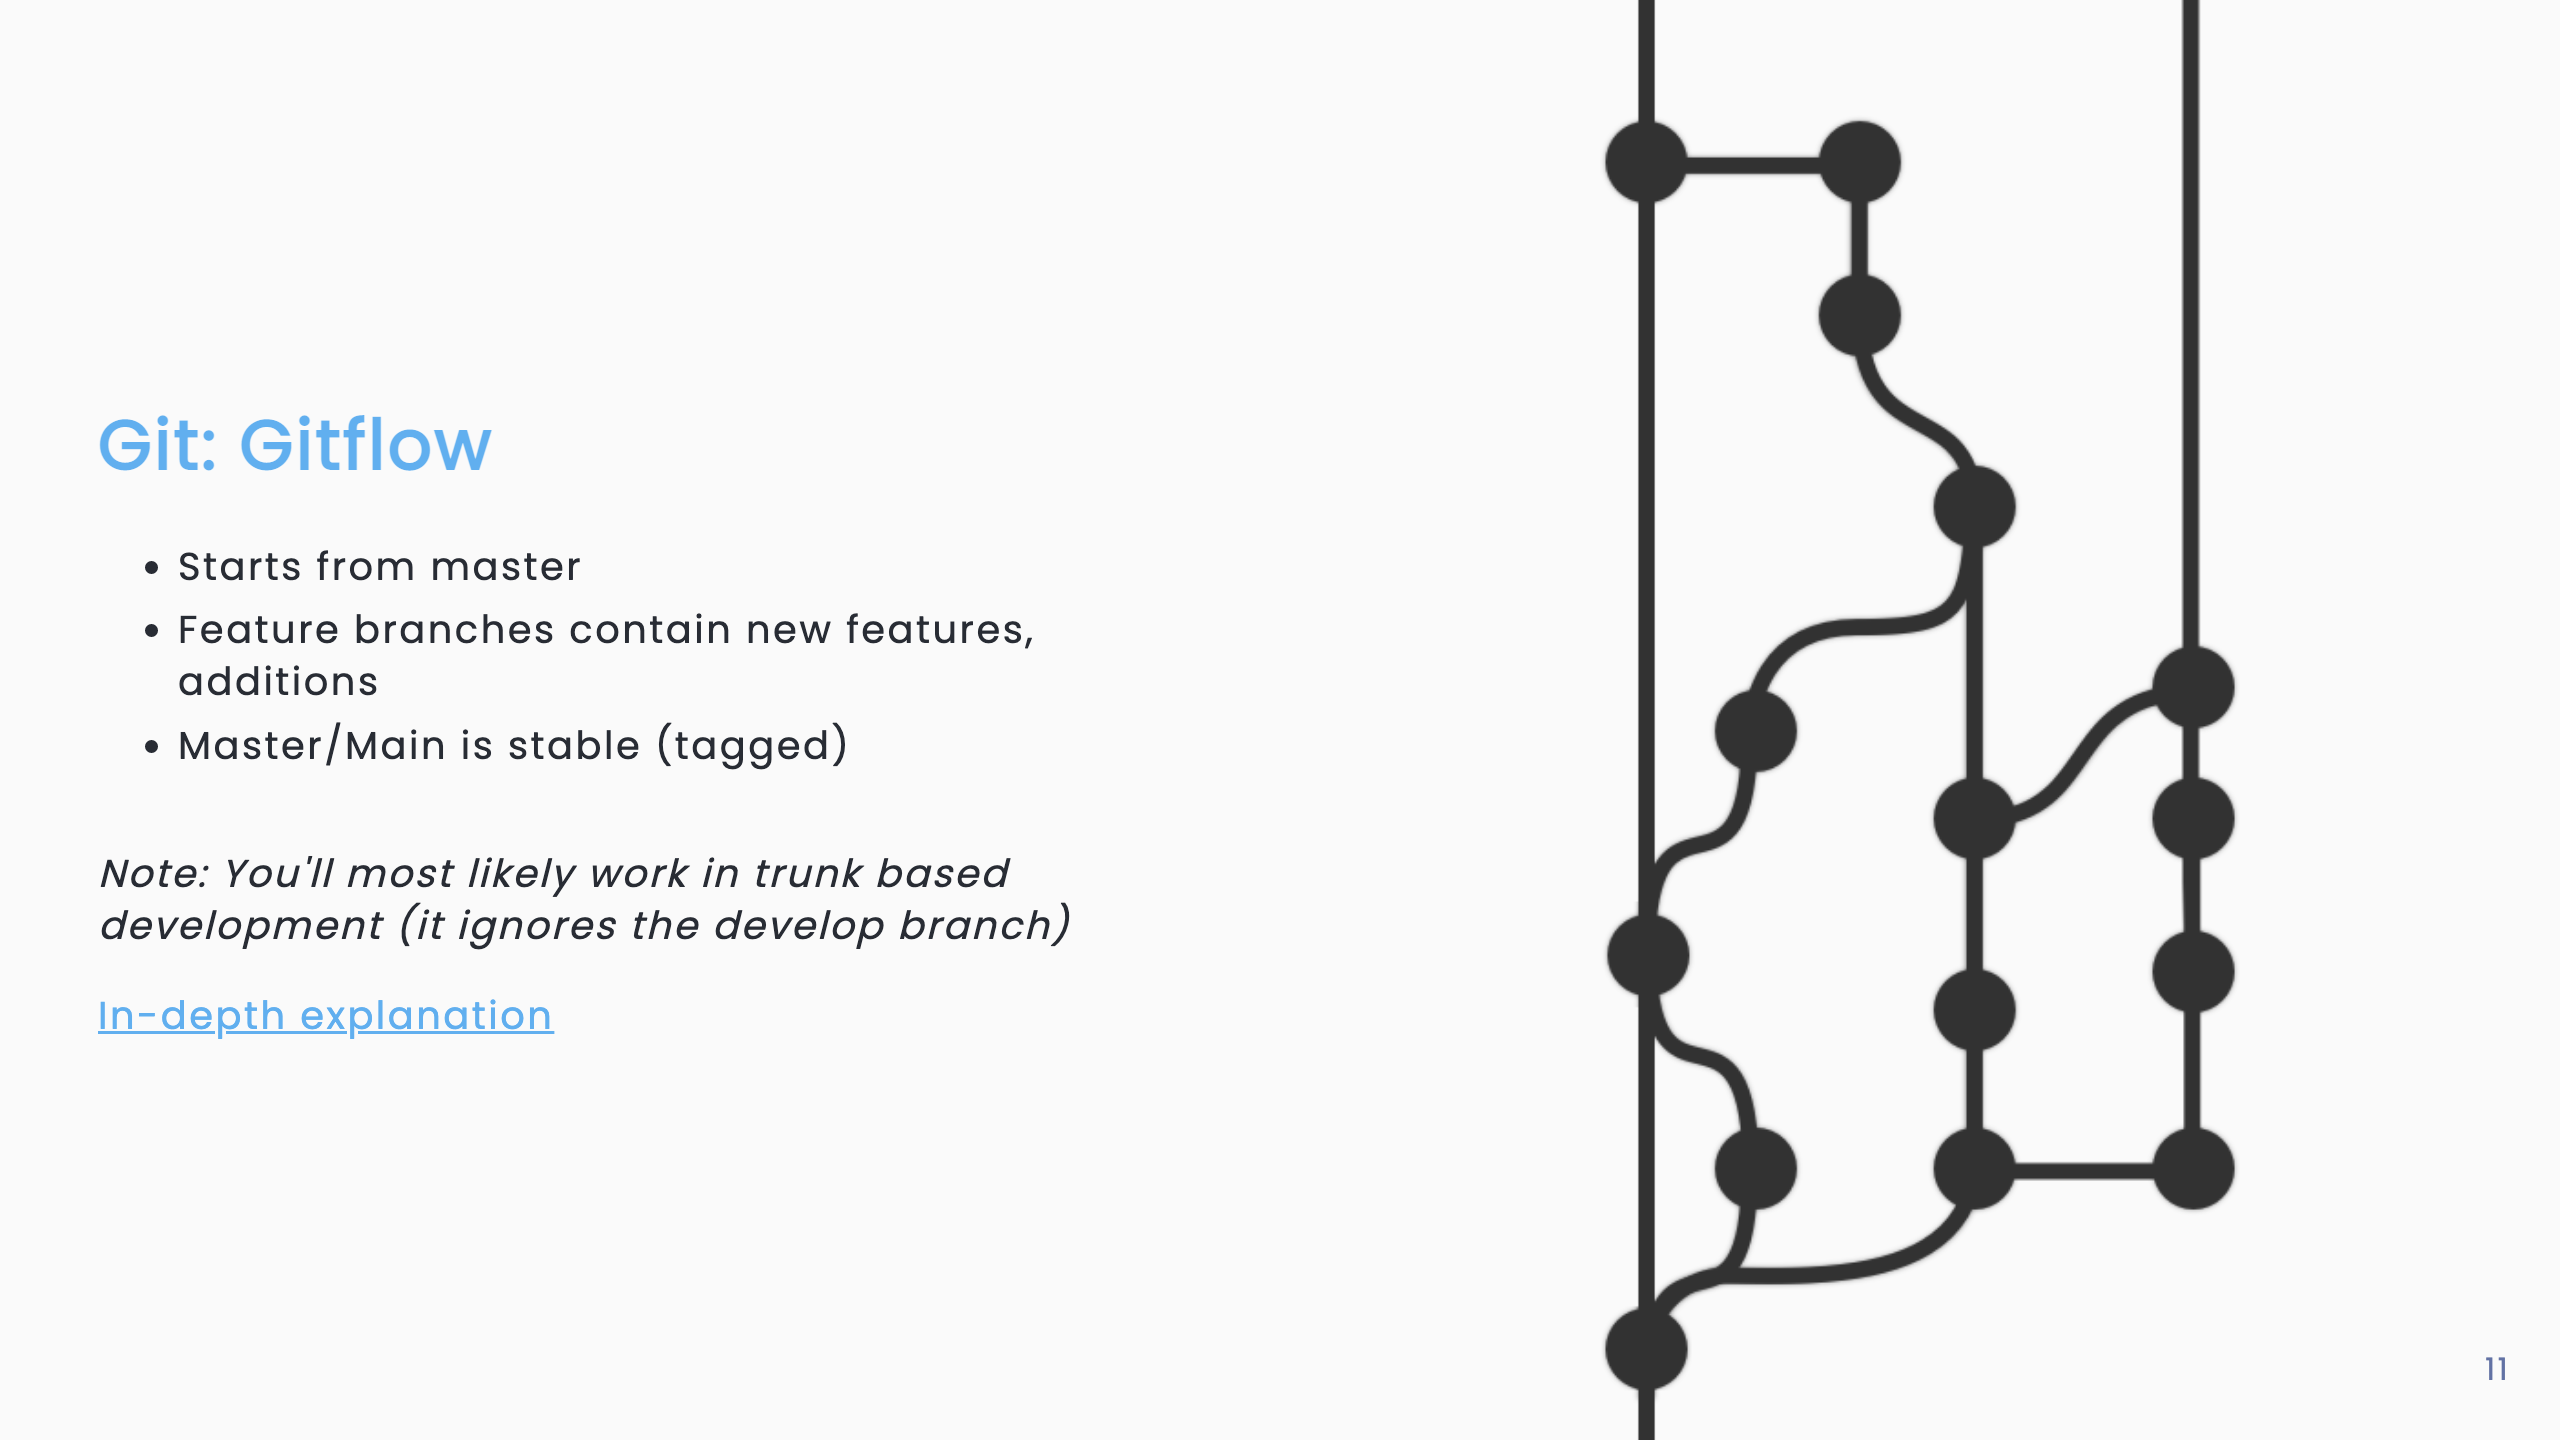 Git: Gitflow
• Starts from master
• Feature branches contain new features,
additions
• Master/Main is stable (tagged)
Note: You'll most likely work in trunk based
development (it ignores the develop branch)
In-depth explanation
11